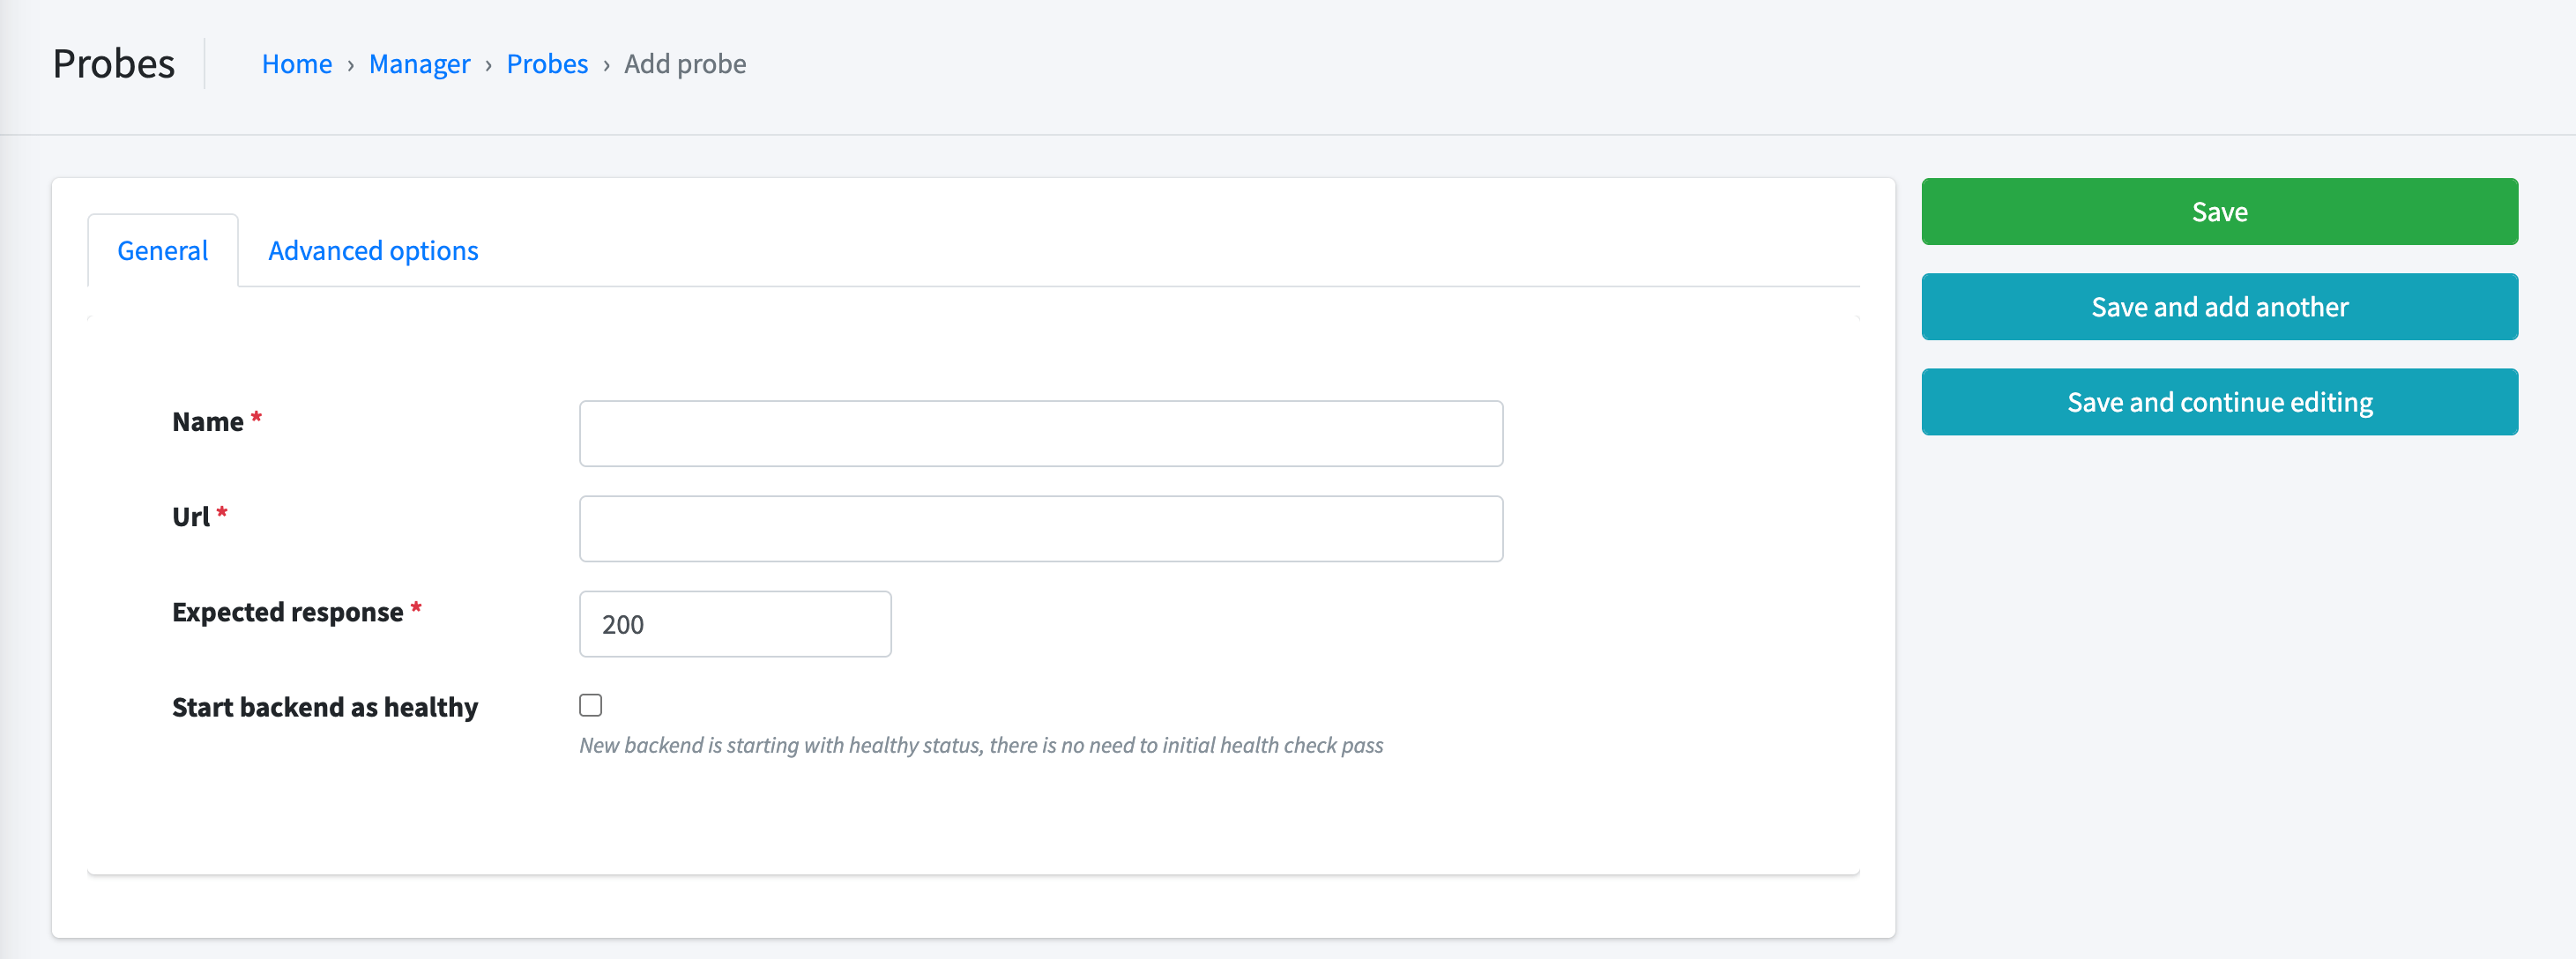 Probes
Home › Manager › Probes › Add probe
General Advanced options
Name *
Url *
Expected response * 200
Start backend as healthy
New backend is starting with healthy status, there is no need to initial health check pass
Save
Save and add another
Save and continue editing